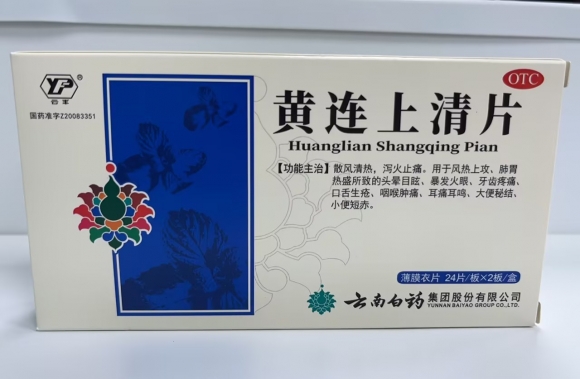 YP®
云丰
国药准字Z20083351
OTC
黄连上清片
Huanglian Shangqing Pian
【功能主治】散风清热，泻火止痛。用于风热上攻、肺胃
热盛所致的头晕目眩、暴发火眼、牙齿疼痛、
口舌生疮、咽喉肿痛、耳痛耳鸣、大便秘结、
小便短赤。
薄膜衣片 24片/板×2板/盒
云南白药 集团股份有限公司
YUNNAN BAIYAO GROUP CO.,LTD.